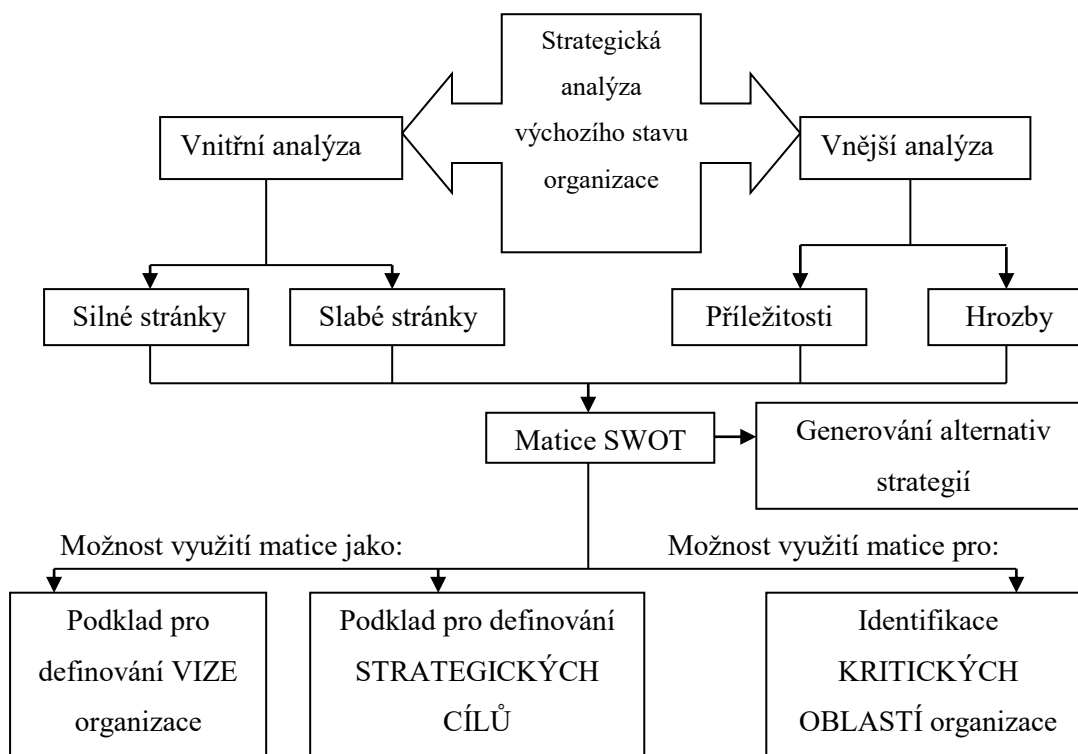 Strategická
analýza
výchozího stavu
organizace
Vnitřní analýza
Vnější analýza
Silné stránky
Slabé stránky
Příležitosti
Hrozby
Matice SWOT
Generování alternativ
strategií
Možnost využití matice jako:
Možnost využití matice pro:
Podklad pro
definování VIZE
organizace
Podklad pro definování
STRATEGICKÝCH
CÍLŮ
Identifikace
KRITICKÝCH
OBLASTÍ organizace